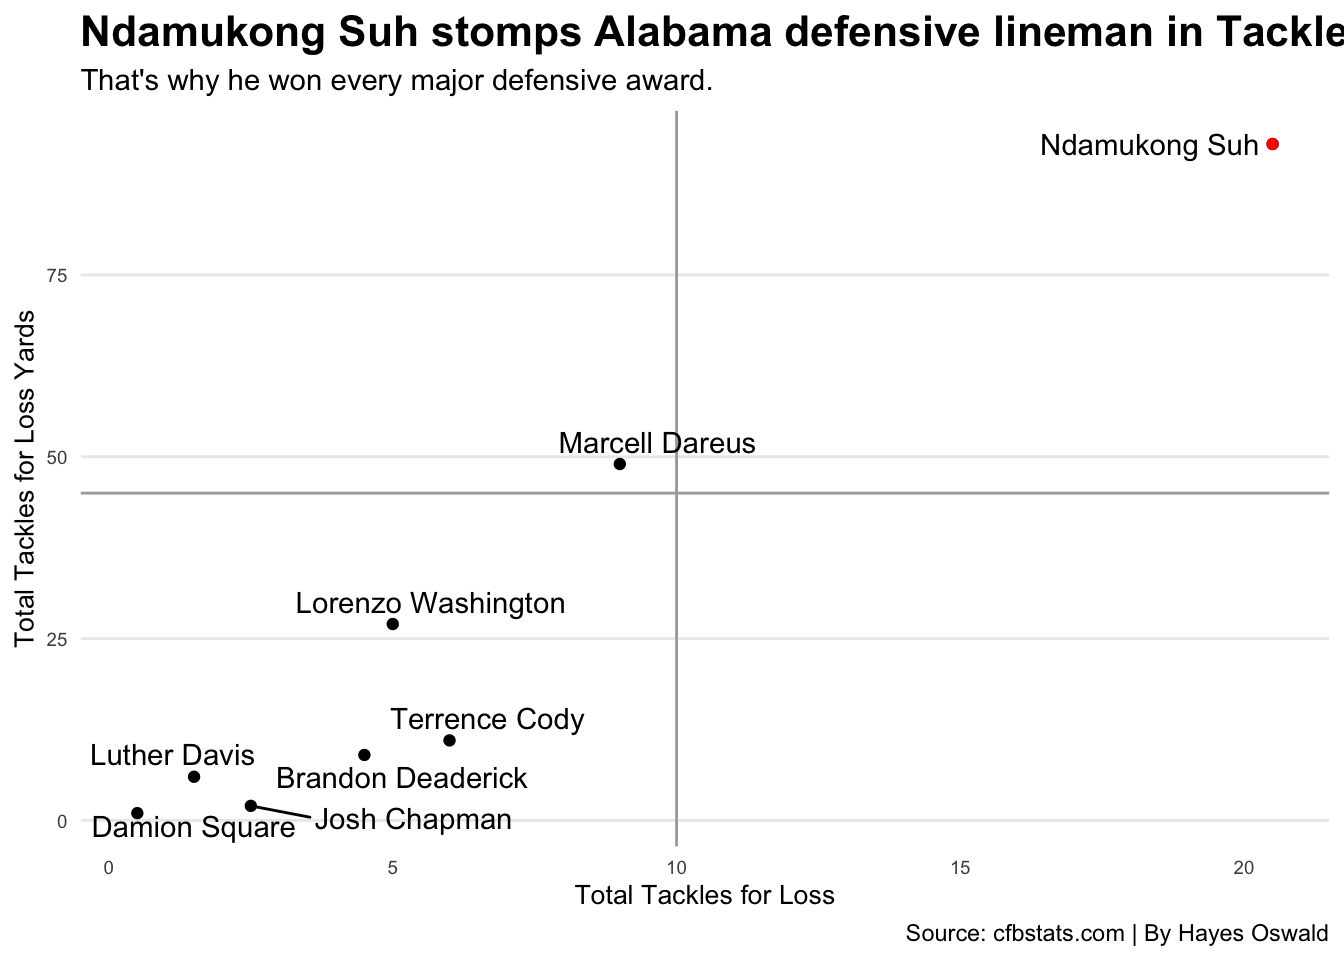 Ndamukong Suh stomps Alabama defensive lineman in Tackle
That's why he won every major defensive award.
Ndamukong Suh
75
Marcell Dareus
50
Lorenzo Washington
25
Terrence Cody
Luther Davis
Brandon Deaderick
Josh Chapman
Damion Square
0
0 5 10 15 20
Total Tackles for Loss Yards
Total Tackles for Loss
Source: cfbstats.com | By Hayes Oswald